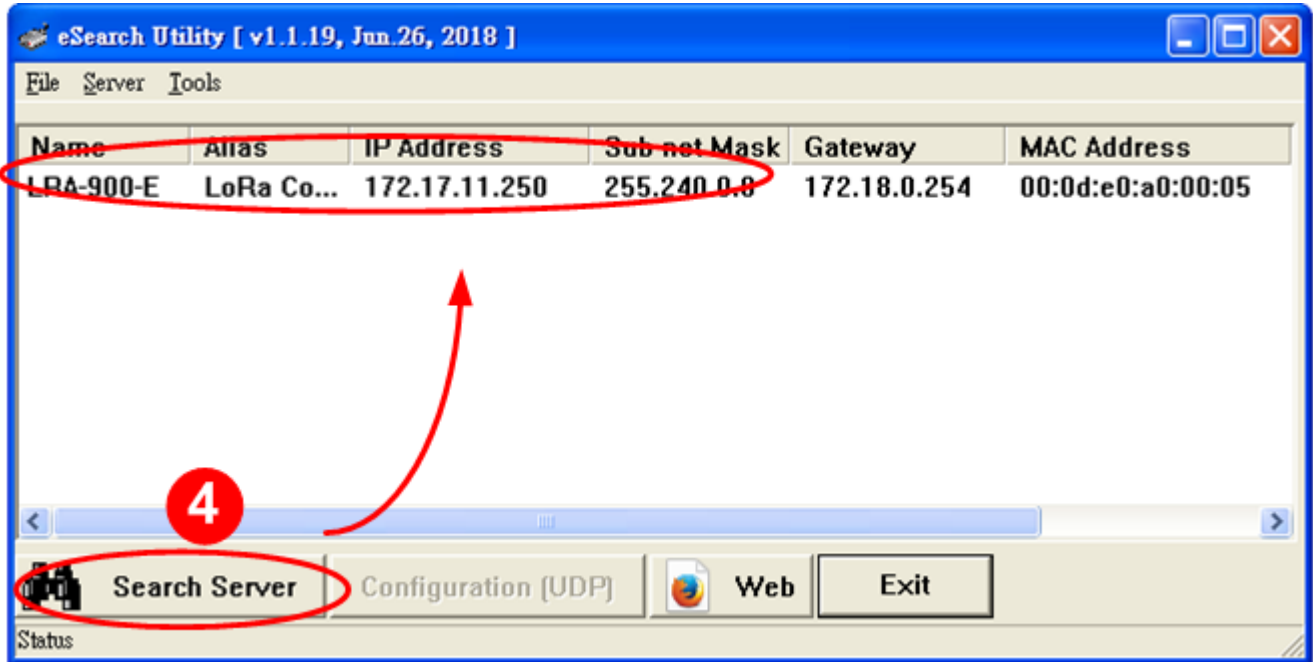 eSearch Utility [ v1.1.19, Jun.26, 2018 ]
File Server Tools
Name Alias IP Address Sub-net Mask Gateway MAC Address
LRA-900-E LoRa Co... 172.17.11.250 255.240.0.0 172.18.0.254 00:0d:e0:a0:00:05
4
Search Server Configuration (UDP) Web Exit
Status